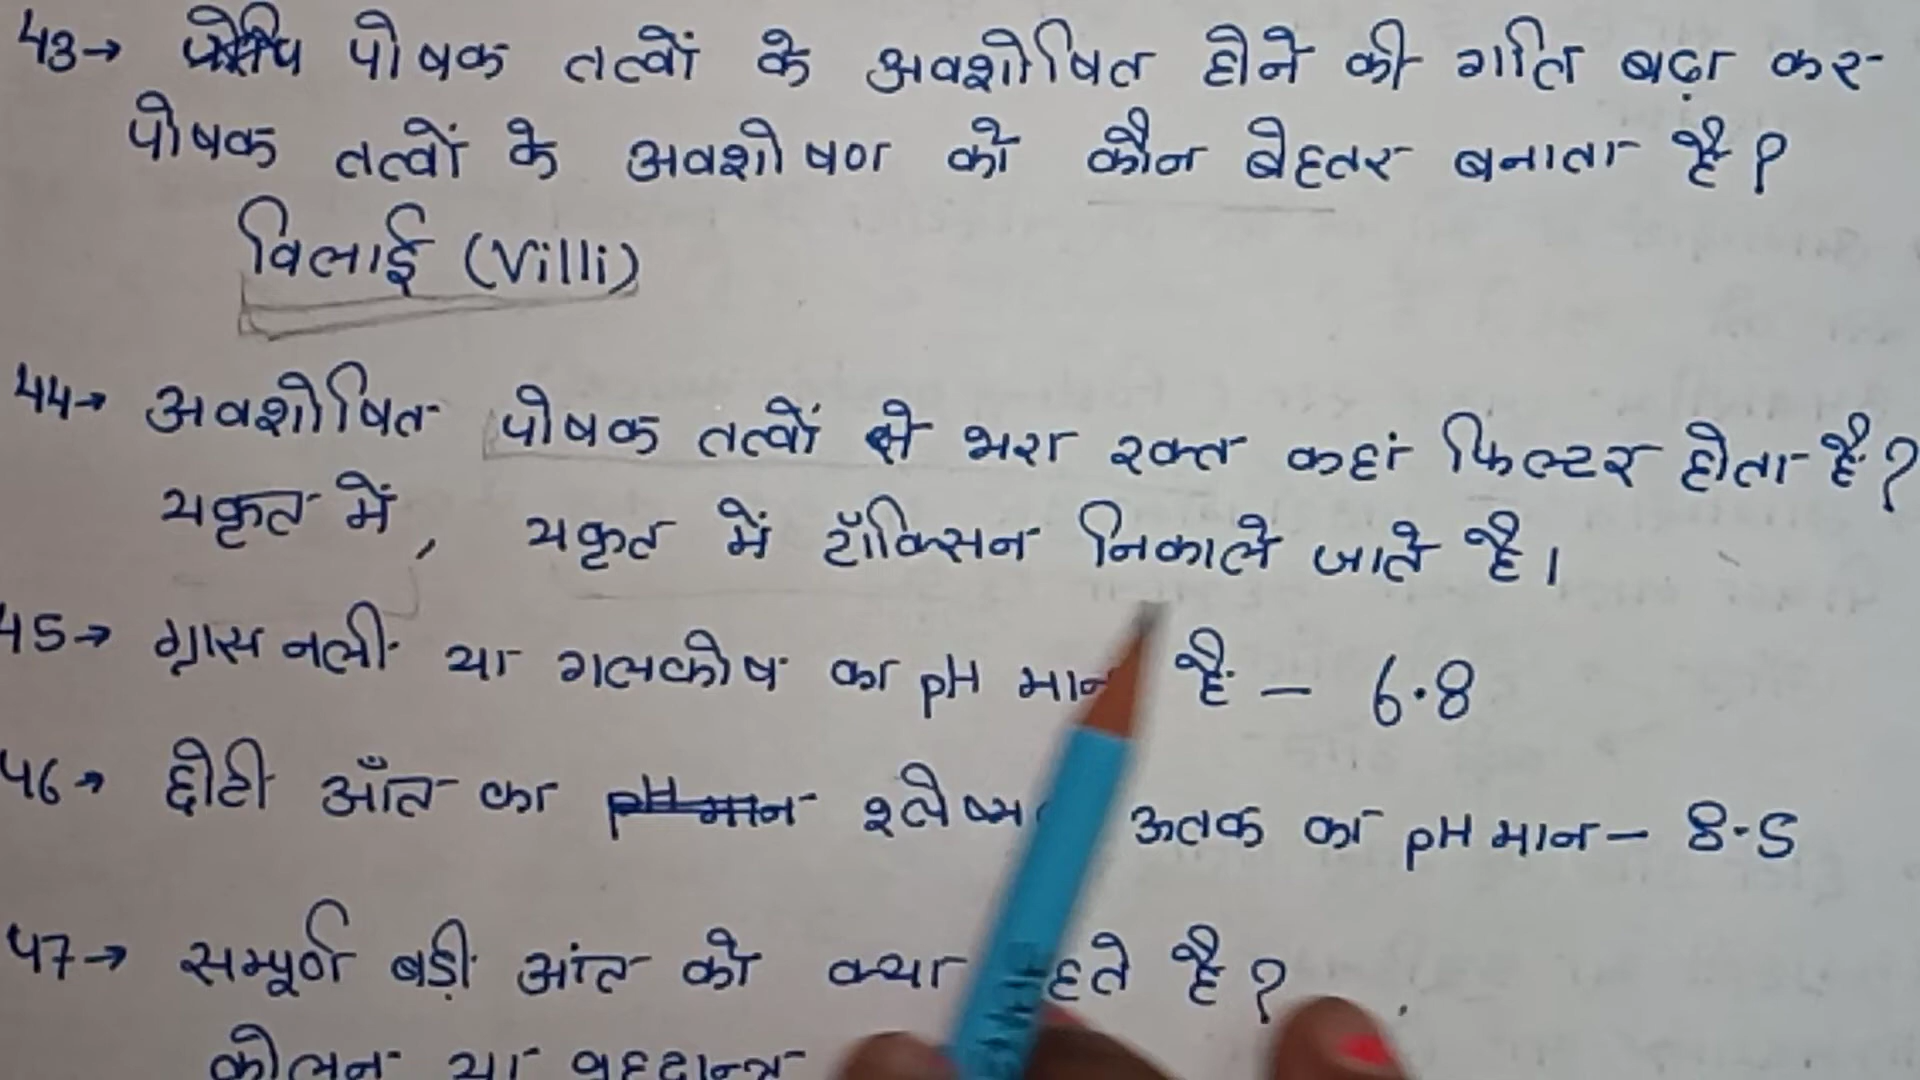 43→ पोषक तत्वों के अवशोषित होने की गति बढ़ा कर
पोषक तत्वों के अवशोषण को कौन बेहतर बनाता है?
विलाई (Villi)
44→ अवशोषित पोषक तत्वों से भरा रक्त कहां फिल्टर होता है?
यकृत में, यकृत में टॉक्सिन निकाले जाते है।
45→ ग्रास नली या गलकोष का pH मान है – 6.8
46→ छोटी आँत का pH मान श्लेष्म ऊतक का pH मान – 8.5
47→ सम्पूर्ण बड़ी आंत को क्या कहते है?
कोलन या वृहदान्त्र